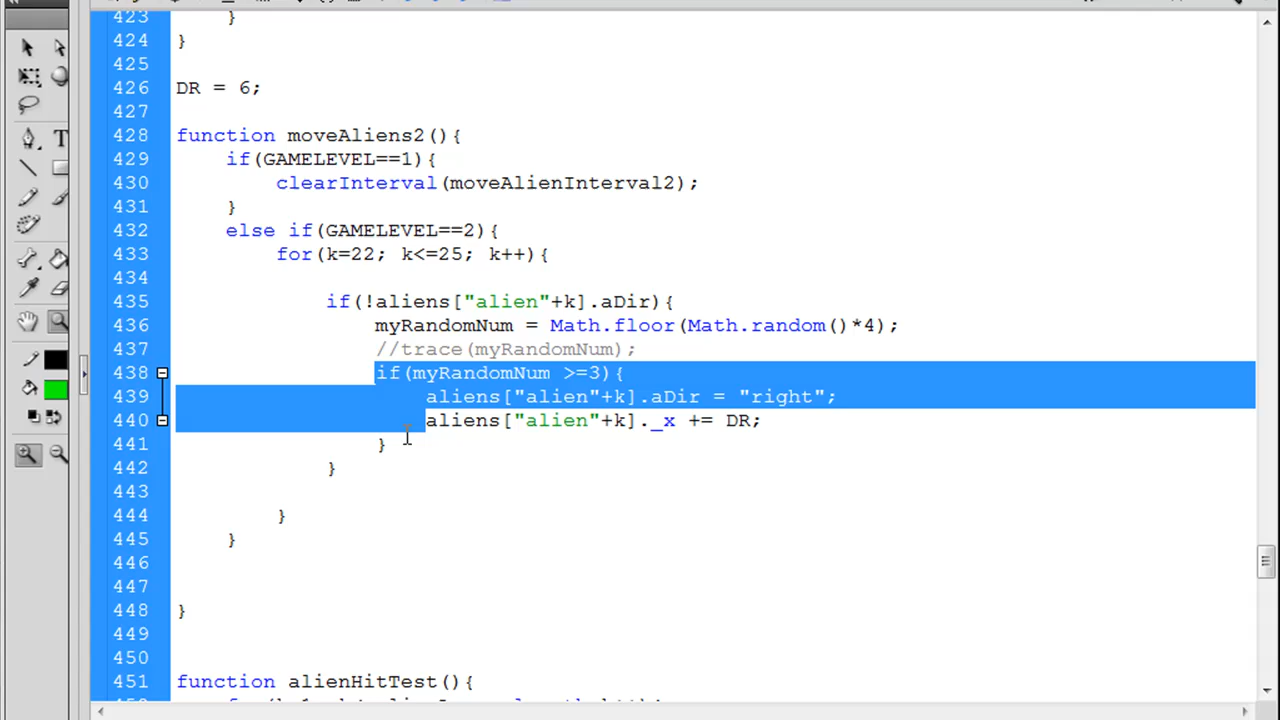 423 }
424 }
425
426 DR = 6;
427
428 function moveAliens2(){
429 if(GAMELEVEL==1){
430 clearInterval(moveAlienInterval2);
431 }
432 else if(GAMELEVEL==2){
433 for(k=22; k<=25; k++){
434
435 if(!aliens["alien"+k].aDir){
436 myRandomNum = Math.floor(Math.random()*4);
437 //trace(myRandomNum);
438 if(myRandomNum >=3){
439 aliens["alien"+k].aDir = "right";
440 aliens["alien"+k]._x += DR;
441 }
442 }
443
444 }
445 }
446
447
448 }
449
450
451 function alienHitTest(){